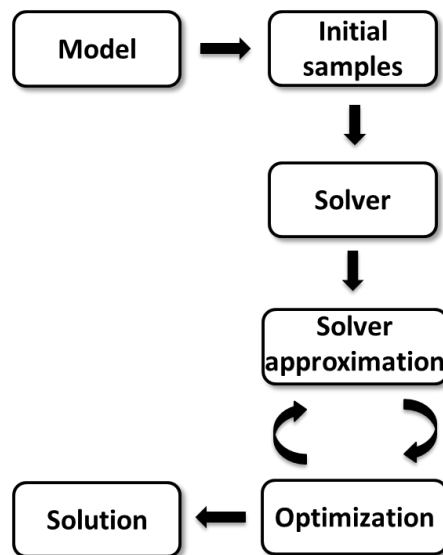 Model
Initial
samples
Solver
Solver
approximation
Optimization
Solution